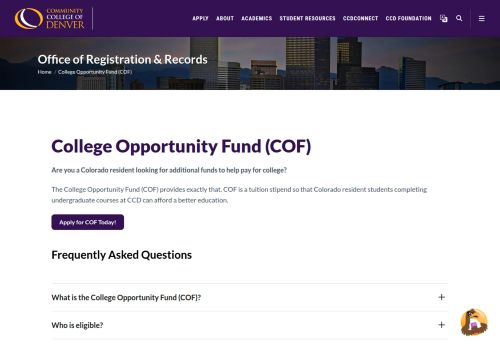 COMMUNITY
COLLEGE OF
DENVER
APPLY ABOUT ACADEMICS STUDENT RESOURCES CCDCONNECT CCD FOUNDATION
Office of Registration & Records
Home / College Opportunity Fund (COF)
College Opportunity Fund (COF)
Are you a Colorado resident looking for additional funds to help pay for college?
The College Opportunity Fund (COF) provides exactly that. COF is a tuition stipend so that Colorado resident students completing
undergraduate courses at CCD can afford a better education.
Apply for COF Today!
Frequently Asked Questions
What is the College Opportunity Fund (COF)?
Who is eligible?